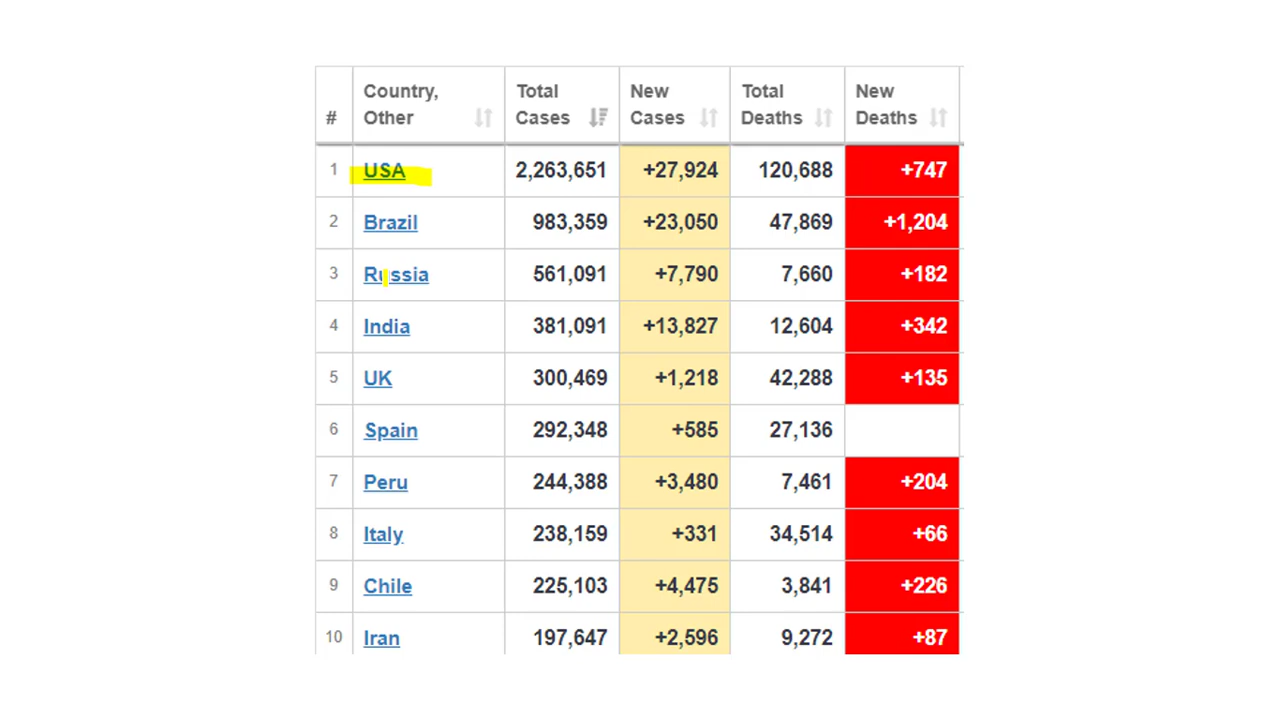 # Country, Other Total Cases New Cases Total Deaths New Deaths
1 USA 2,263,651 +27,924 120,688 +747
2 Brazil 983,359 +23,050 47,869 +1,204
3 Russia 561,091 +7,790 7,660 +182
4 India 381,091 +13,827 12,604 +342
5 UK 300,469 +1,218 42,288 +135
6 Spain 292,348 +585 27,136
7 Peru 244,388 +3,480 7,461 +204
8 Italy 238,159 +331 34,514 +66
9 Chile 225,103 +4,475 3,841 +226
10 Iran 197,647 +2,596 9,272 +87